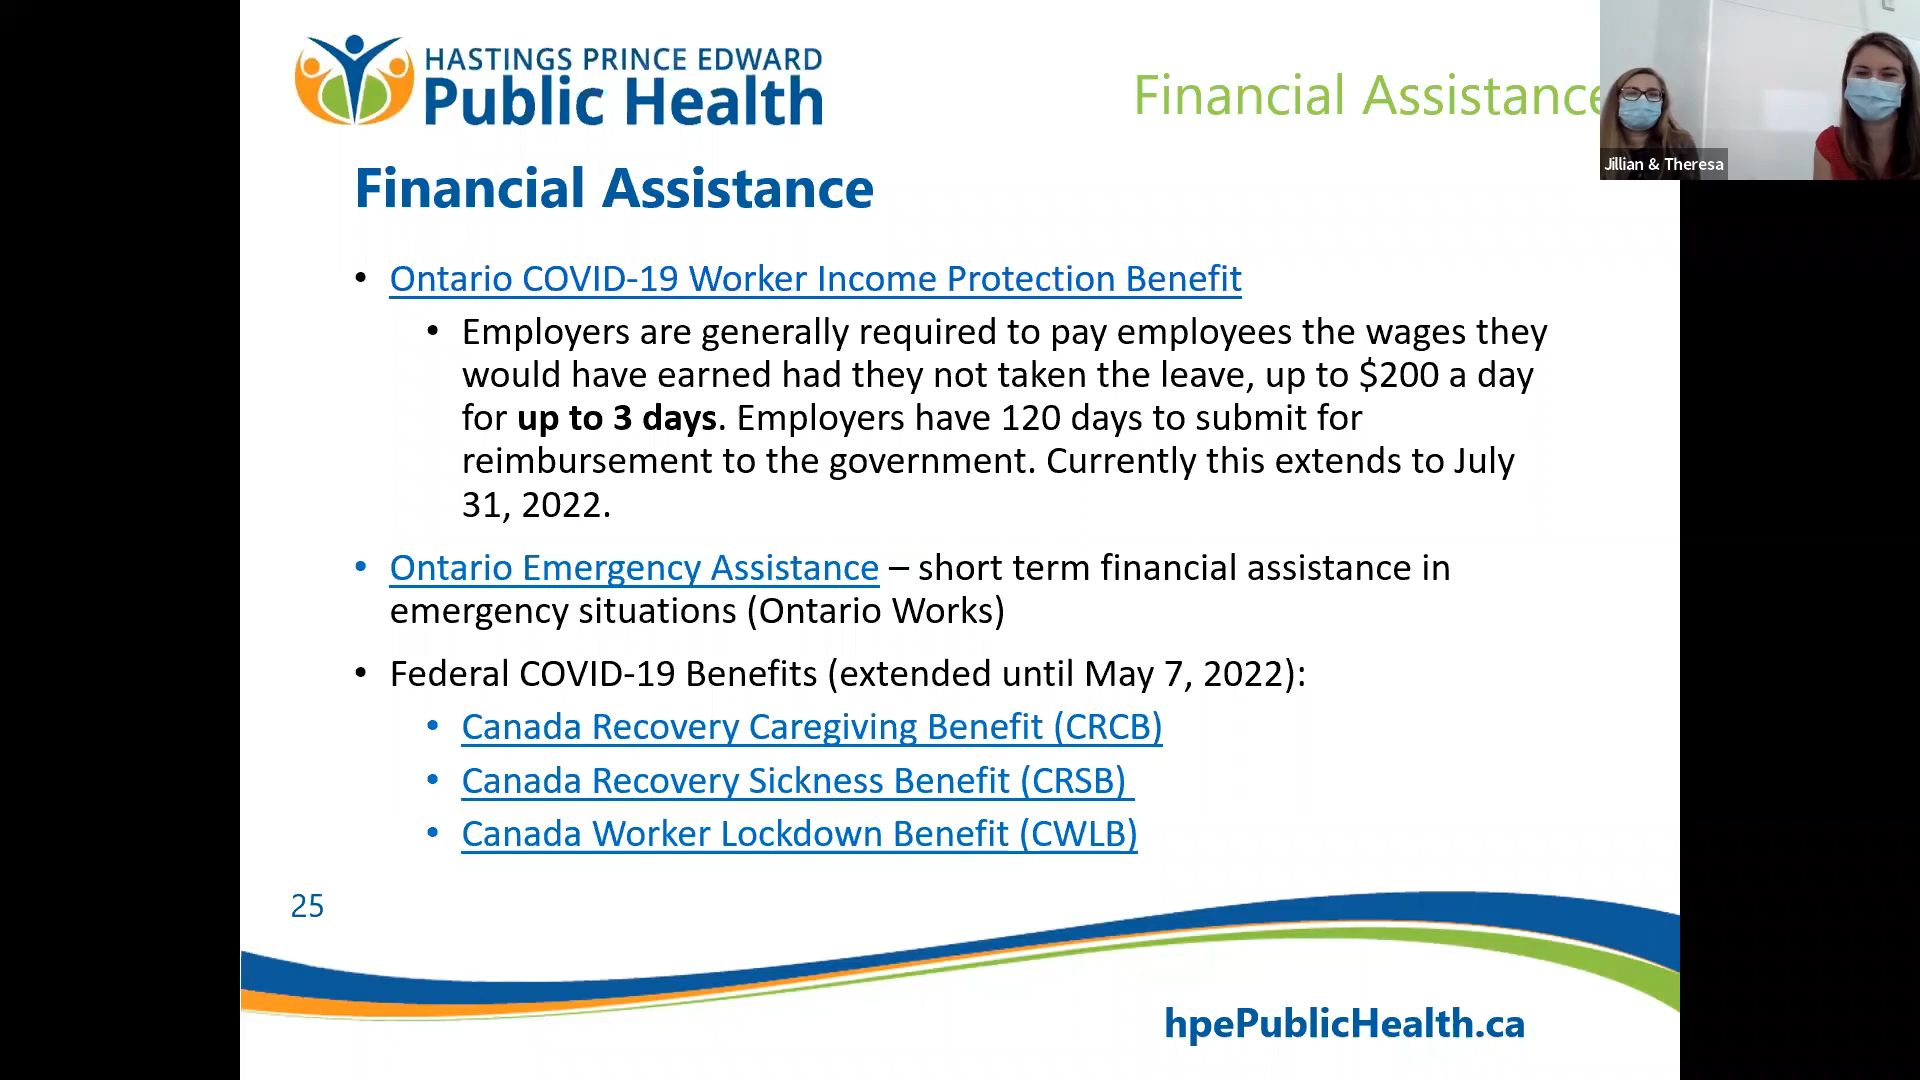 HASTINGS PRINCE EDWARD
Public Health
Financial Assistance
Jillian & Theresa
Financial Assistance
• Ontario COVID-19 Worker Income Protection Benefit
• Employers are generally required to pay employees the wages they
would have earned had they not taken the leave, up to $200 a day
for up to 3 days. Employers have 120 days to submit for
reimbursement to the government. Currently this extends to July
31, 2022.
• Ontario Emergency Assistance – short term financial assistance in
emergency situations (Ontario Works)
• Federal COVID-19 Benefits (extended until May 7, 2022):
• Canada Recovery Caregiving Benefit (CRCB)
• Canada Recovery Sickness Benefit (CRSB)
• Canada Worker Lockdown Benefit (CWLB)
25
hpePublicHealth.ca